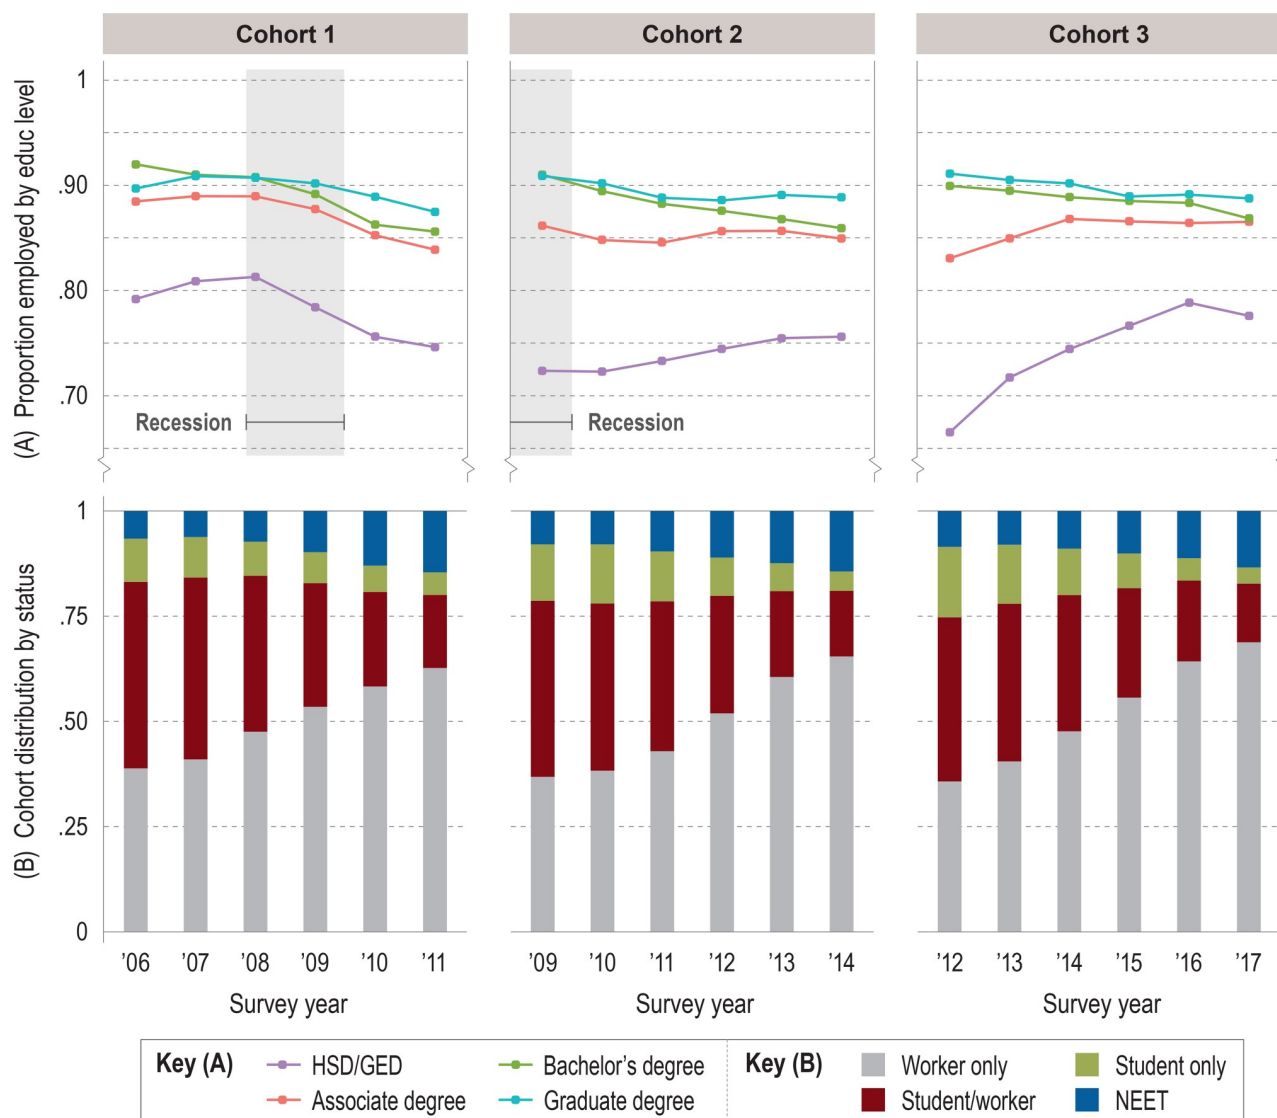 Cohort 1
Cohort 2
Cohort 3
(A) Proportion employed by educ level
1
.90
.80
.70
Recession
Recession
(B) Cohort distribution by status
1
.75
.50
.25
0
’06 ’07 ’08 ’09 ’10 ’11
’09 ’10 ’11 ’12 ’13 ’14
’12 ’13 ’14 ’15 ’16 ’17
Survey year
Survey year
Survey year
Key (A)
HSD/GED
Bachelor’s degree
Associate degree
Graduate degree
Key (B)
Worker only
Student only
Student/worker
NEET